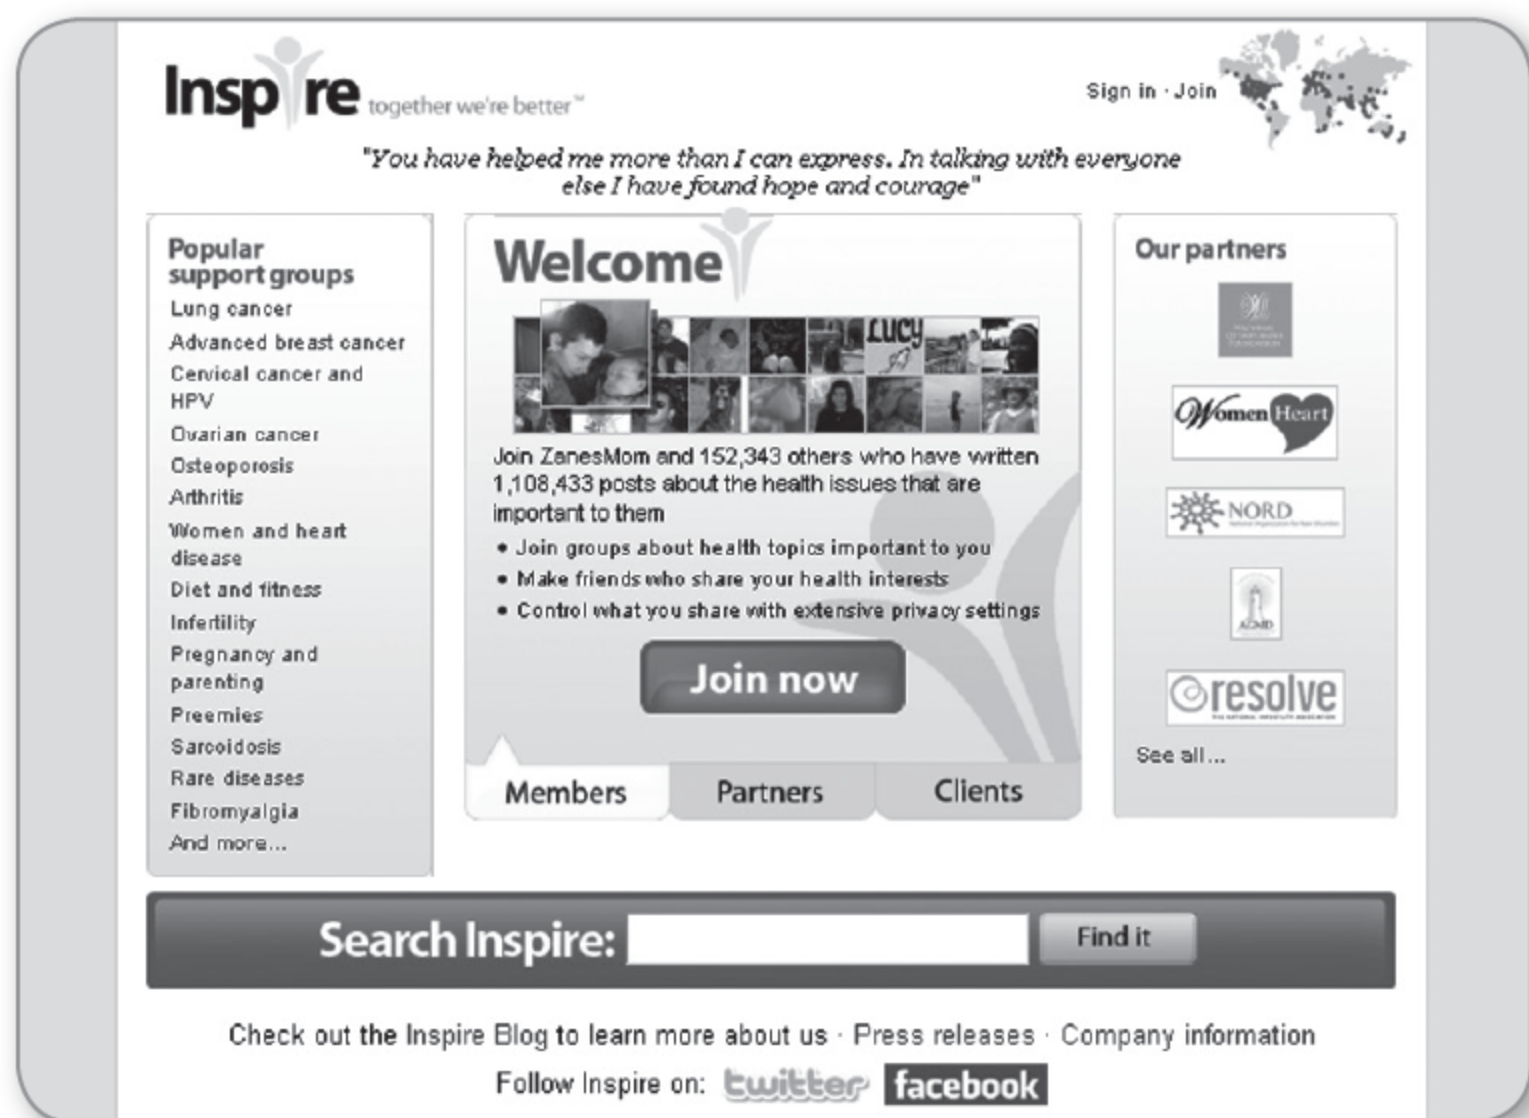 Inspire together we're better™
Sign in · Join
"You have helped me more than I can express. In talking with everyone
else I have found hope and courage"
Popular
support groups
Lung cancer
Advanced breast cancer
Cervical cancer and
HPV
Ovarian cancer
Osteoporosis
Arthritis
Women and heart
disease
Diet and fitness
Infertility
Pregnancy and
parenting
Preemies
Sarcoidosis
Rare diseases
Fibromyalgia
And more...
Welcome
LUCY
Join ZanesMom and 152,343 others who have written
1,108,433 posts about the health issues that are
important to them
• Join groups about health topics important to you
• Make friends who share your health interests
• Control what you share with extensive privacy settings
Join now
Members Partners Clients
Our partners
WomenHeart
NORD
resolve
See all...
Search Inspire: Find it
Check out the Inspire Blog to learn more about us · Press releases · Company information
Follow Inspire on: twitter facebook